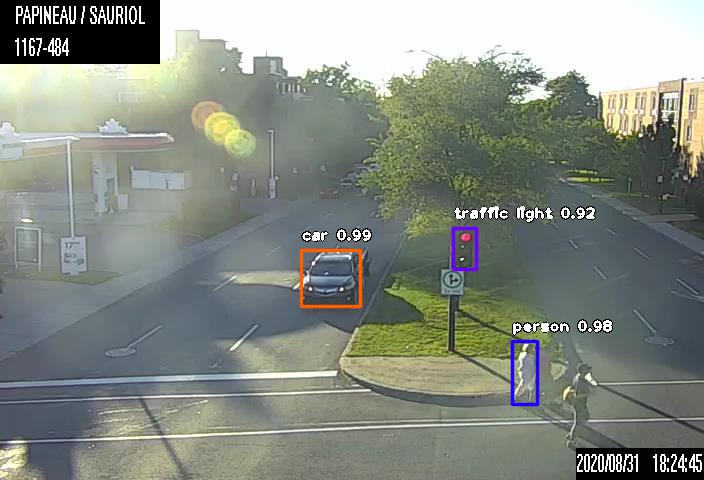 PAPINEAU / SAURIOL
1167-484
traffic light 0.92
car 0.99
person 0.98
2020/08/31 18:24:45